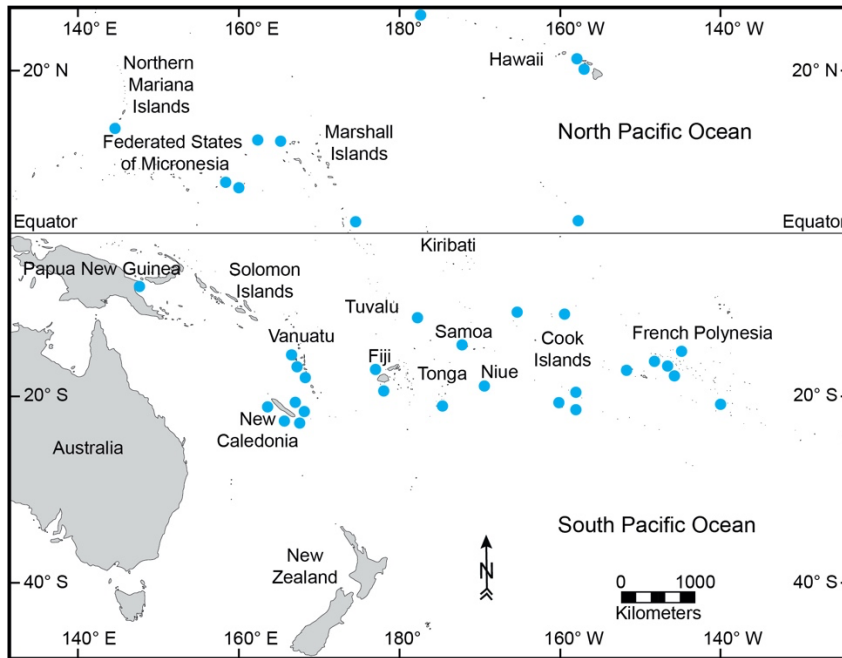 140° E
160° E
180°
160° W
140° W
20° N
20° N
Northern
Mariana
Islands
Hawaii
Federated States
of Micronesia
Marshall
Islands
North Pacific Ocean
Equator
Equator
Kiribati
Papua New Guinea
Solomon
Islands
Tuvalu
Vanuatu
Samoa
Cook
Islands
French Polynesia
Fiji
Tonga
Niue
20° S
20° S
New
Caledonia
Australia
South Pacific Ocean
New
Zealand
N
40° S
40° S
0 1000
Kilometers
140° E
160° E
180°
160° W
140° W